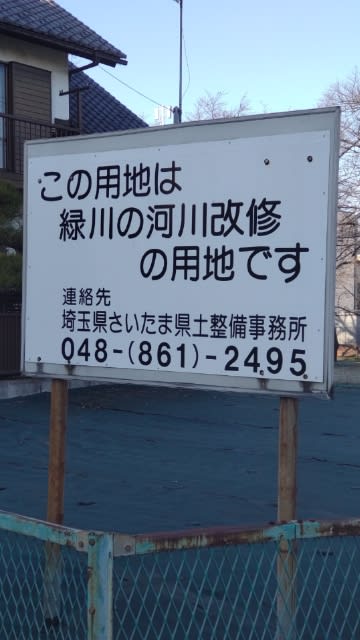 この用地は
緑川の河川改修
の用地です
連絡先
埼玉県さいたま県土整備事務所
048-(861)-2495